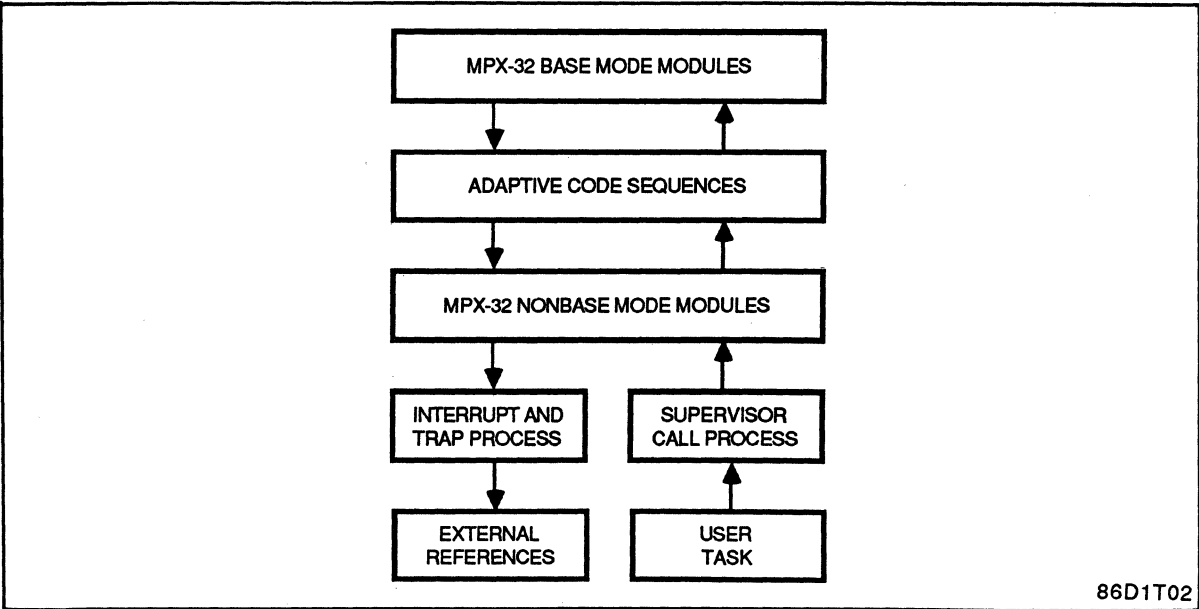 MPX-32 BASE MODE MODULES
ADAPTIVE CODE SEQUENCES
MPX-32 NONBASE MODE MODULES
INTERRUPT AND
TRAP PROCESS
SUPERVISOR
CALL PROCESS
EXTERNAL
REFERENCES
USER
TASK
86D1T02